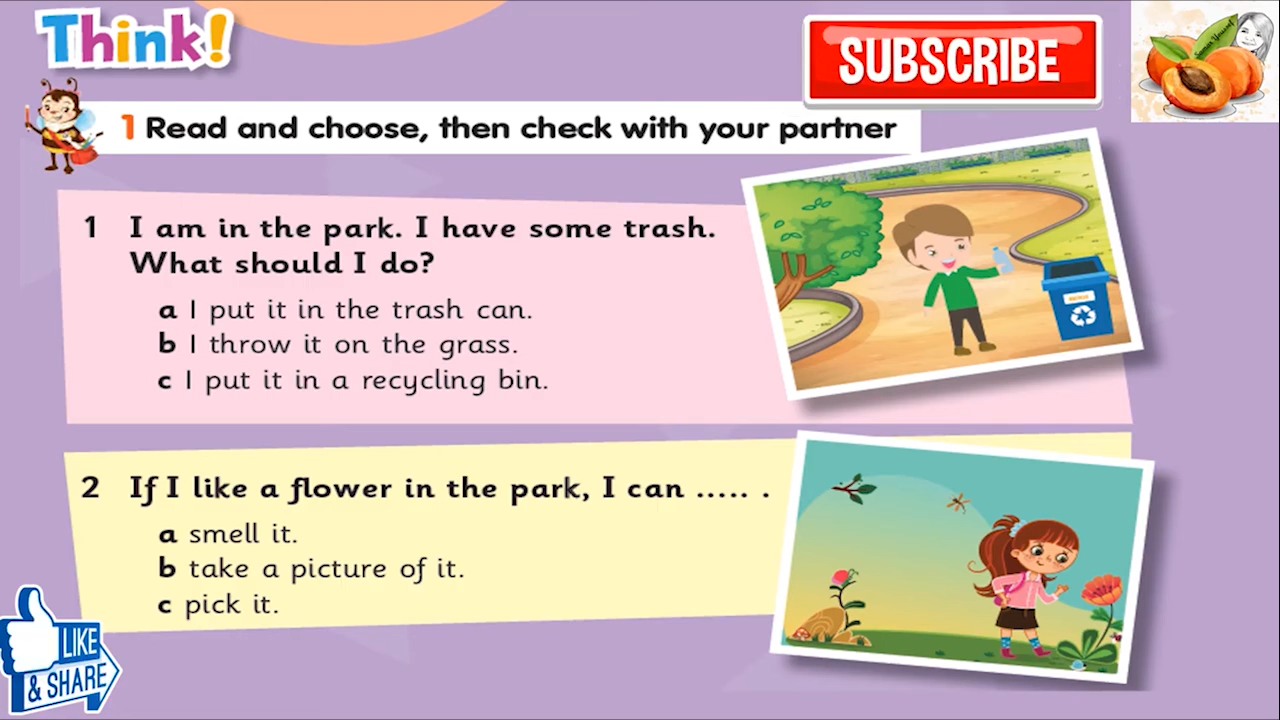 Think!
SUBSCRIBE
1 Read and choose, then check with your partner
1 I am in the park. I have some trash.
What should I do?
a I put it in the trash can.
b I throw it on the grass.
c I put it in a recycling bin.
2 If I like a flower in the park, I can ..... .
a smell it.
b take a picture of it.
c pick it.
LIKE
& SHARE